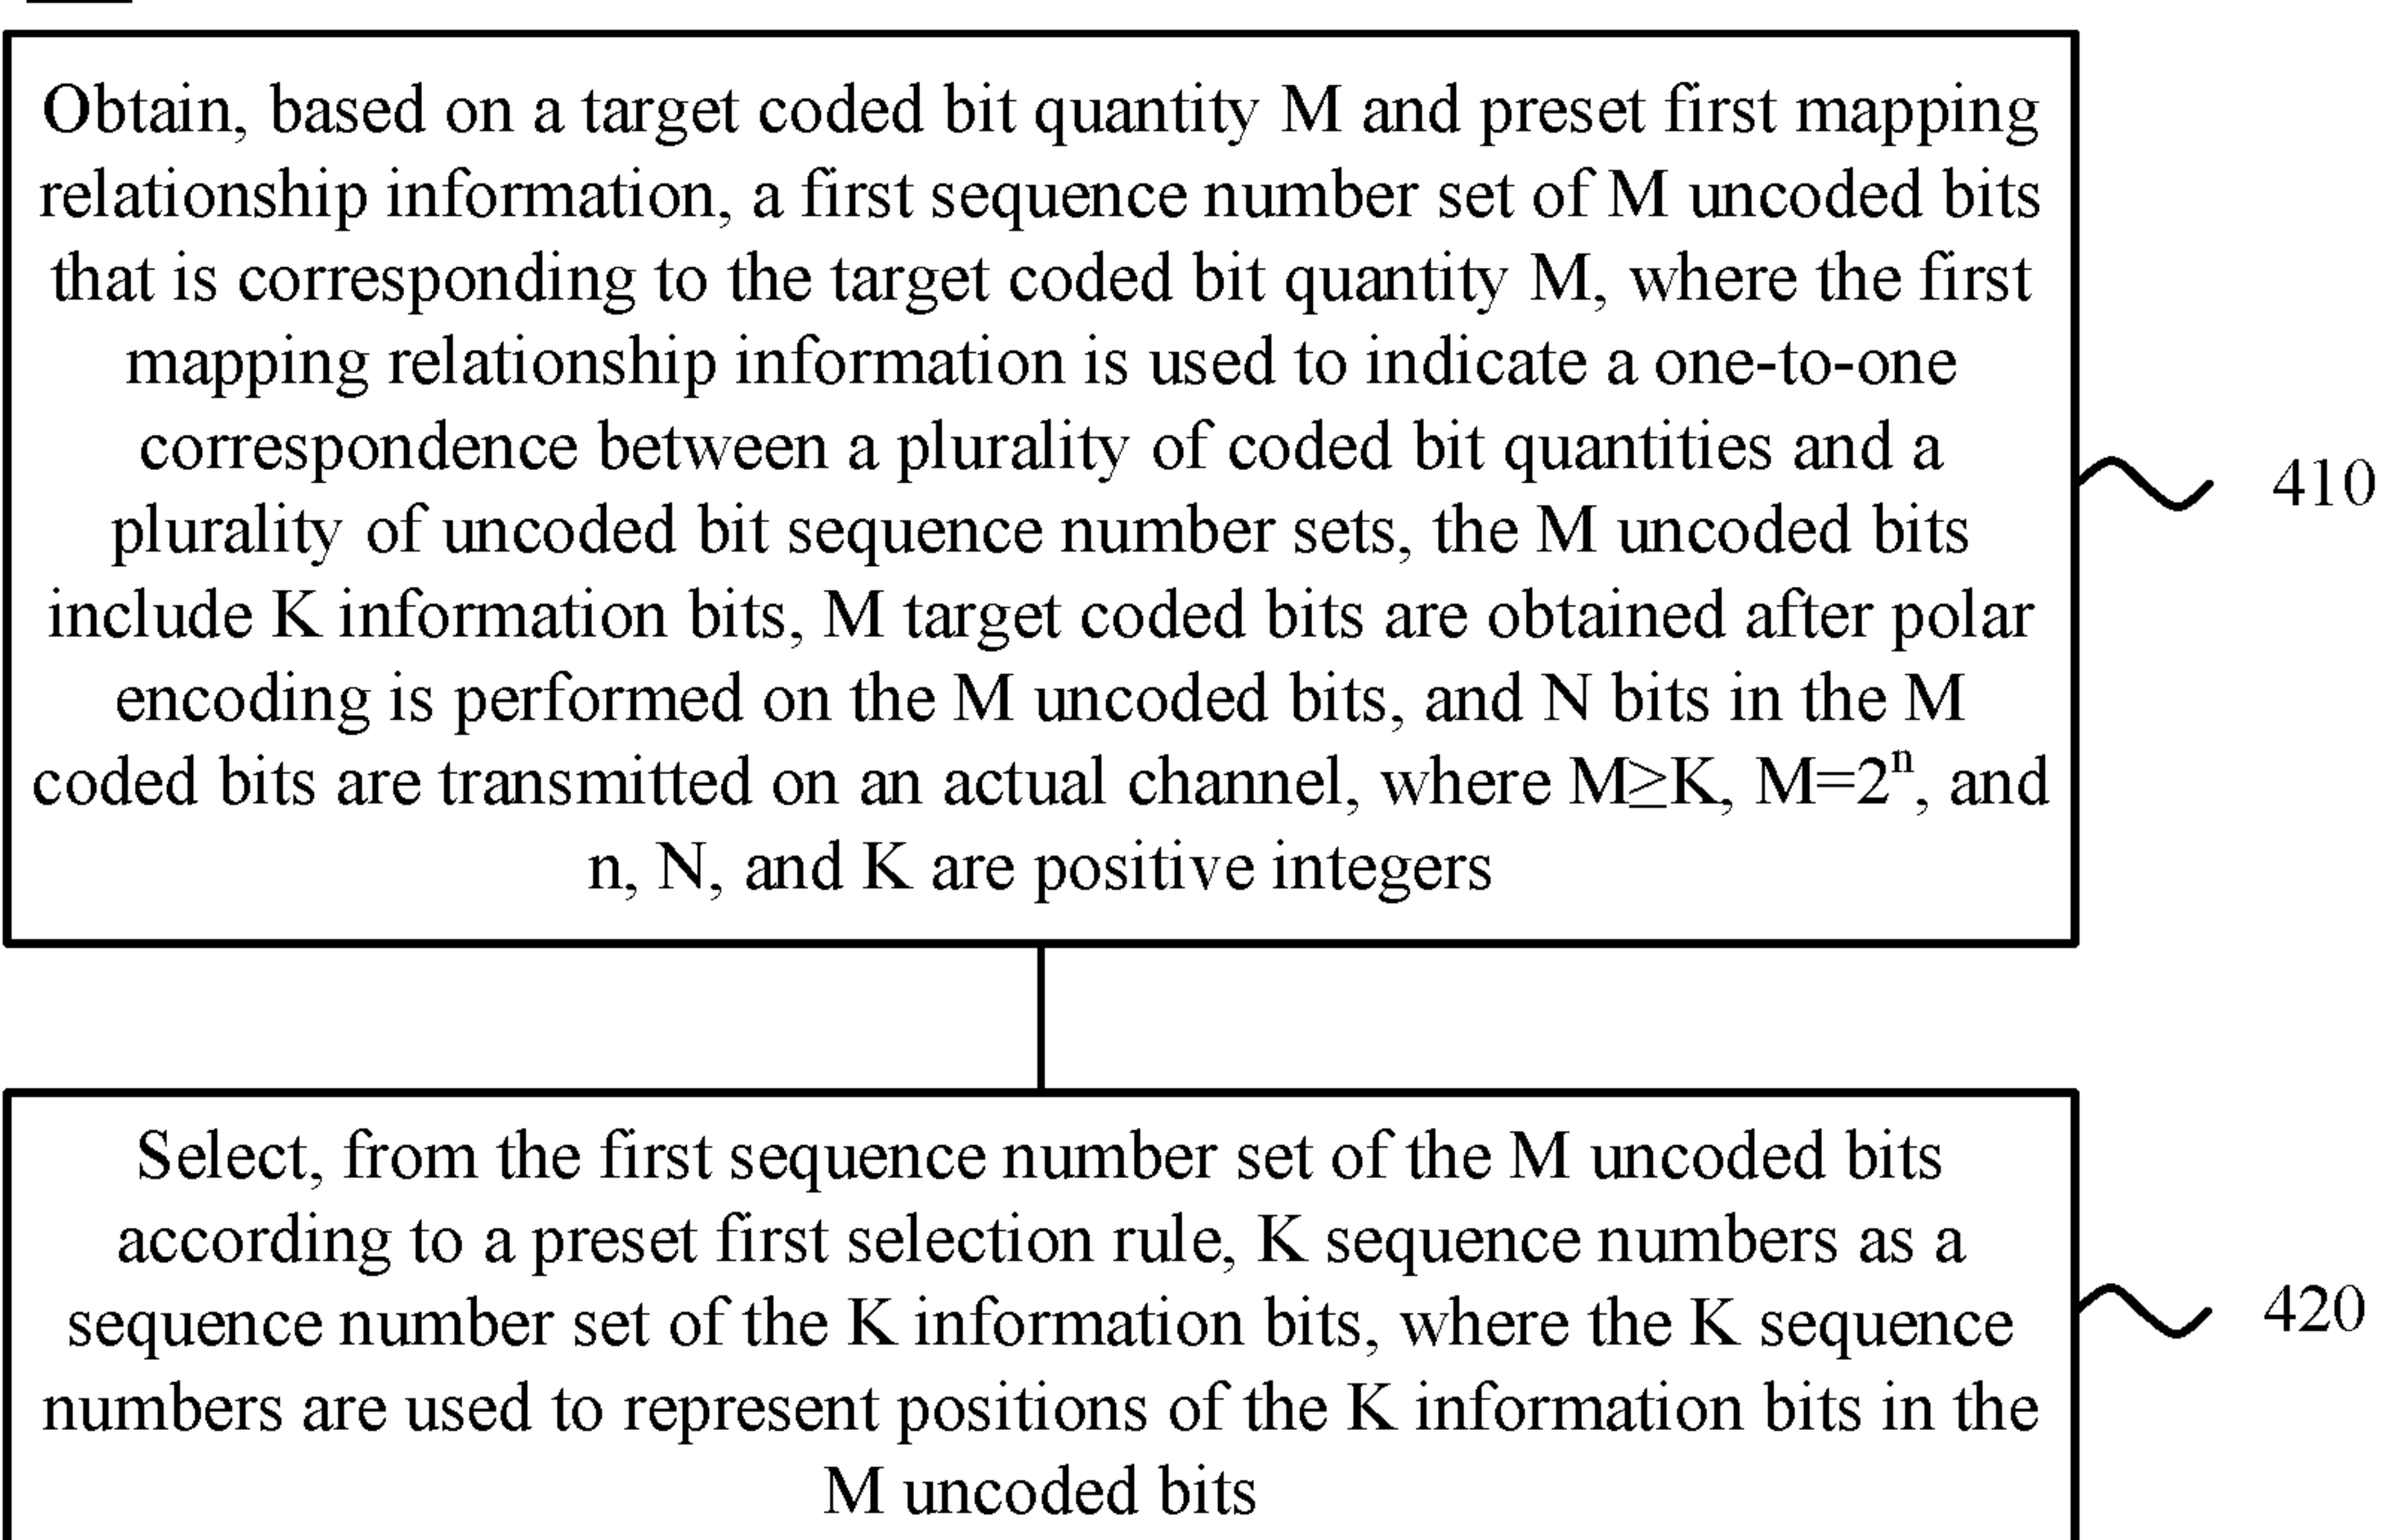 Obtain, based on a target coded bit quantity M and preset first mapping
relationship information, a first sequence number set of M uncoded bits
that is corresponding to the target coded bit quantity M, where the first
mapping relationship information is used to indicate a one-to-one
correspondence between a plurality of coded bit quantities and a
plurality of uncoded bit sequence number sets, the M uncoded bits
include K information bits, M target coded bits are obtained after polar
encoding is performed on the M uncoded bits, and N bits in the M
coded bits are transmitted on an actual channel, where M≥K, M=2ⁿ, and
n, N, and K are positive integers
410
Select, from the first sequence number set of the M uncoded bits
according to a preset first selection rule, K sequence numbers as a
sequence number set of the K information bits, where the K sequence
numbers are used to represent positions of the K information bits in the
M uncoded bits
420